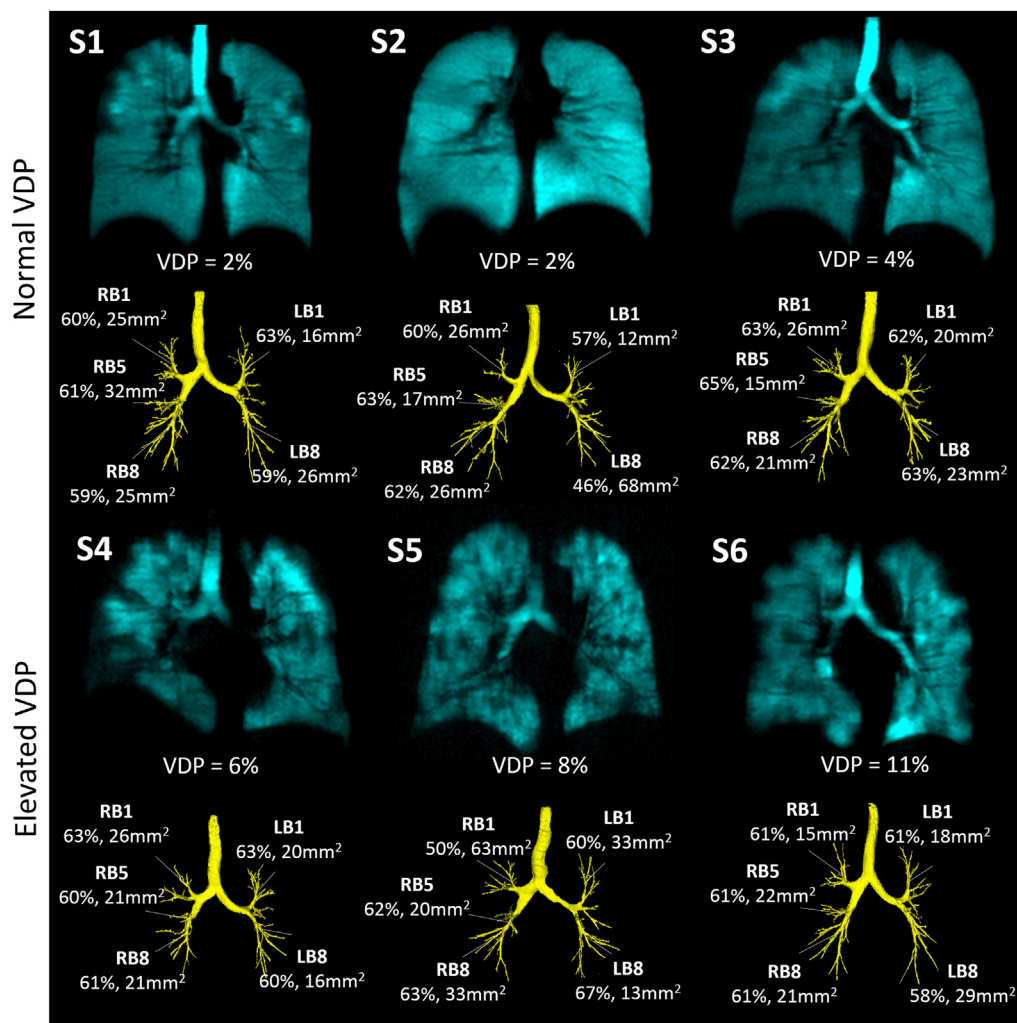 Normal VDP
S1
S2
S3
VDP = 2%
VDP = 2%
VDP = 4%
RB1
60%, 25mm²
LB1
63%, 16mm²
RB5
61%, 32mm²
RB8
59%, 25mm²
LB8
59%, 26mm²
RB1
60%, 26mm²
LB1
57%, 12mm²
RB5
63%, 17mm²
RB8
62%, 26mm²
LB8
46%, 68mm²
RB1
63%, 26mm²
LB1
62%, 20mm²
RB5
65%, 15mm²
RB8
62%, 21mm²
LB8
63%, 23mm²
Elevated VDP
S4
S5
S6
VDP = 6%
VDP = 8%
VDP = 11%
RB1
63%, 26mm²
LB1
63%, 20mm²
RB5
60%, 21mm²
RB8
61%, 21mm²
LB8
60%, 16mm²
RB1
50%, 63mm²
LB1
60%, 33mm²
RB5
62%, 20mm²
RB8
63%, 33mm²
LB8
67%, 13mm²
RB1
61%, 15mm²
LB1
61%, 18mm²
RB5
61%, 22mm²
RB8
61%, 21mm²
LB8
58%, 29mm²